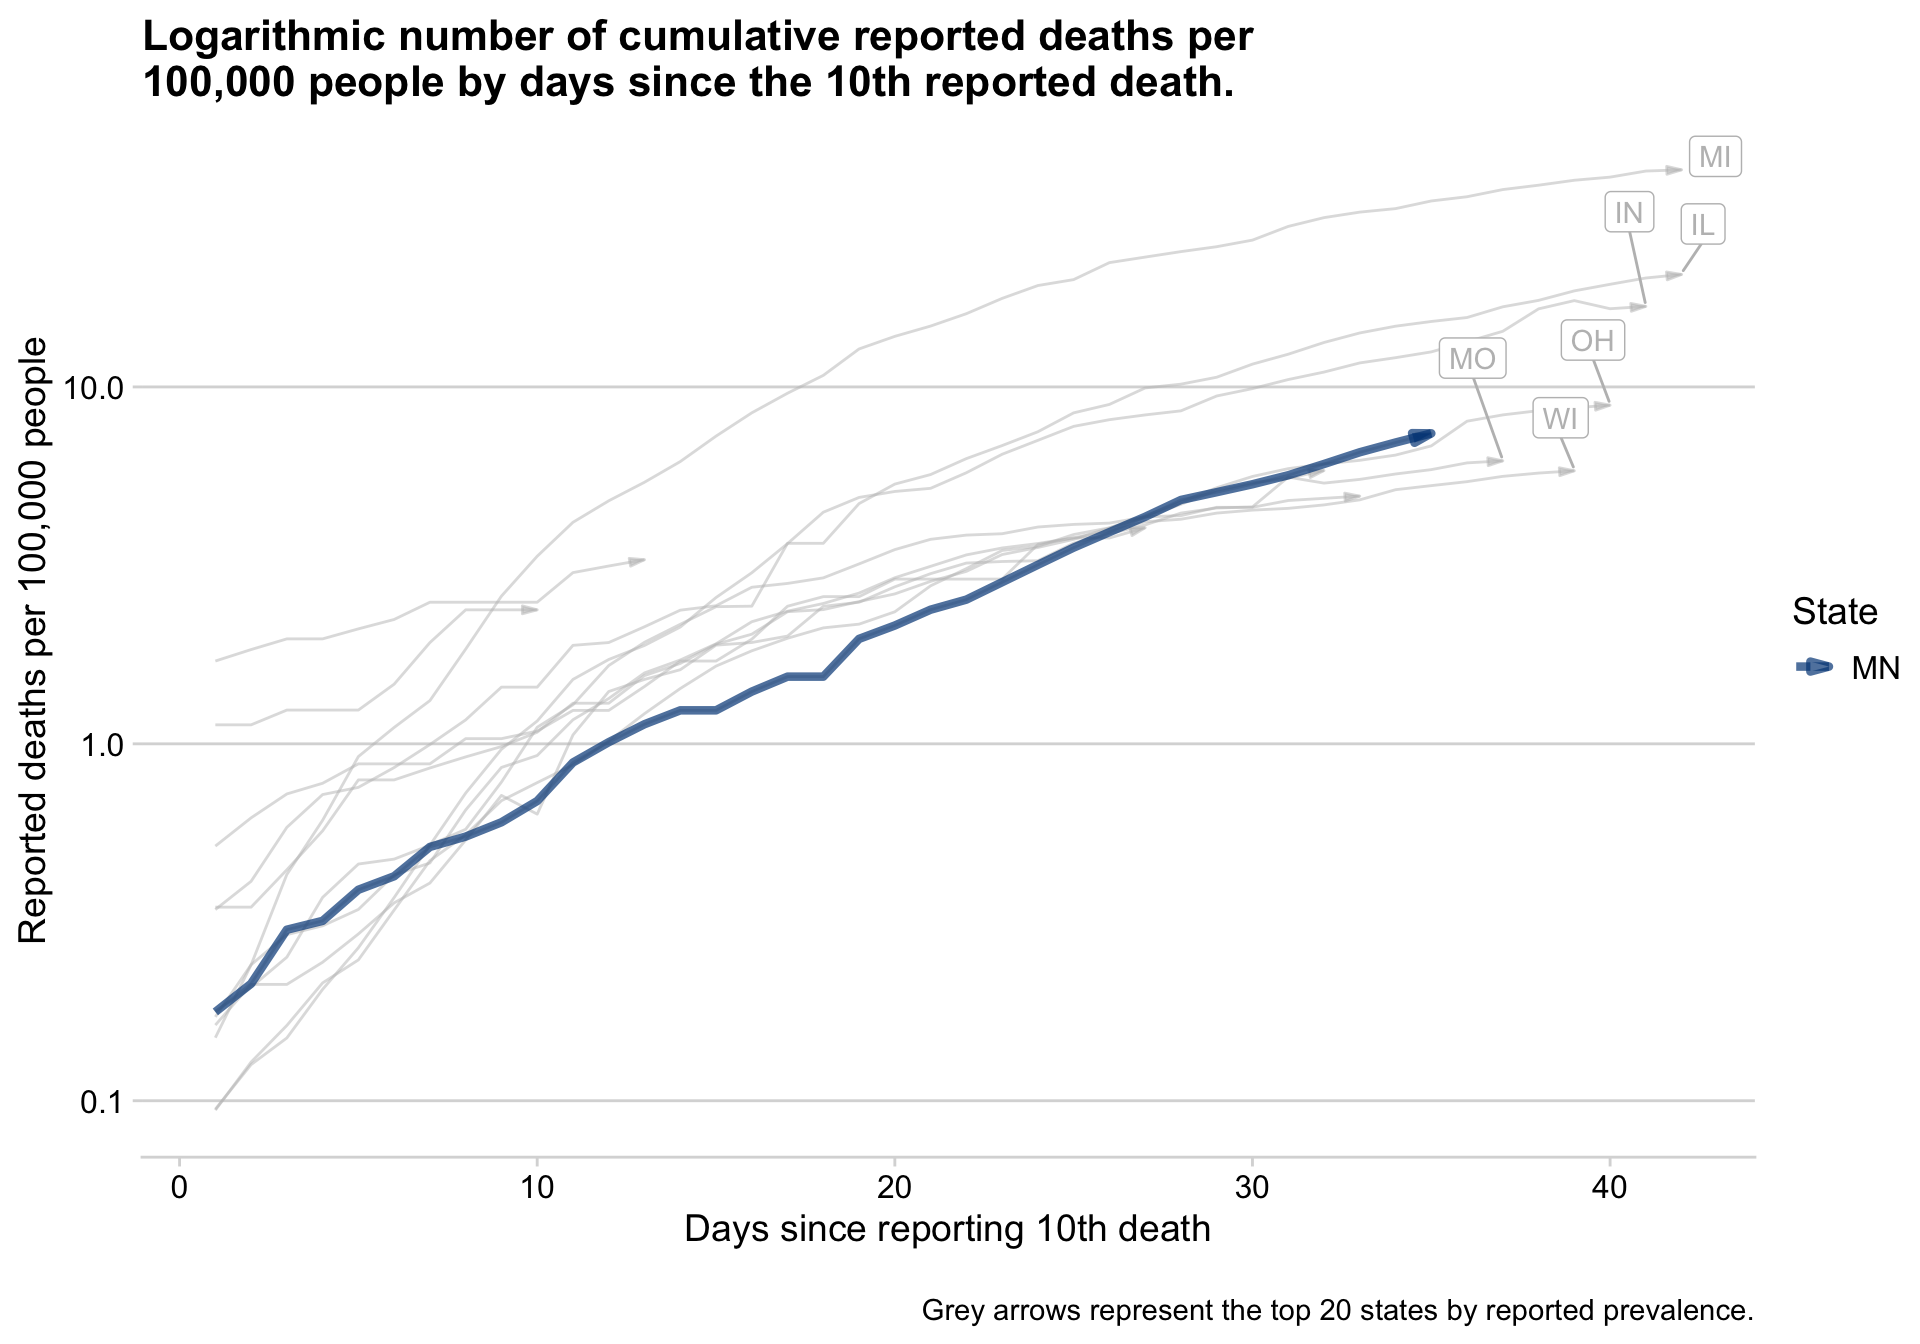 Logarithmic number of cumulative reported deaths per
100,000 people by days since the 10th reported death.
Reported deaths per 100,000 people
10.0
1.0
0.1
MI
IN
IL
OH
MO
WI
State
MN
0 10 20 30 40
Days since reporting 10th death
Grey arrows represent the top 20 states by reported prevalence.